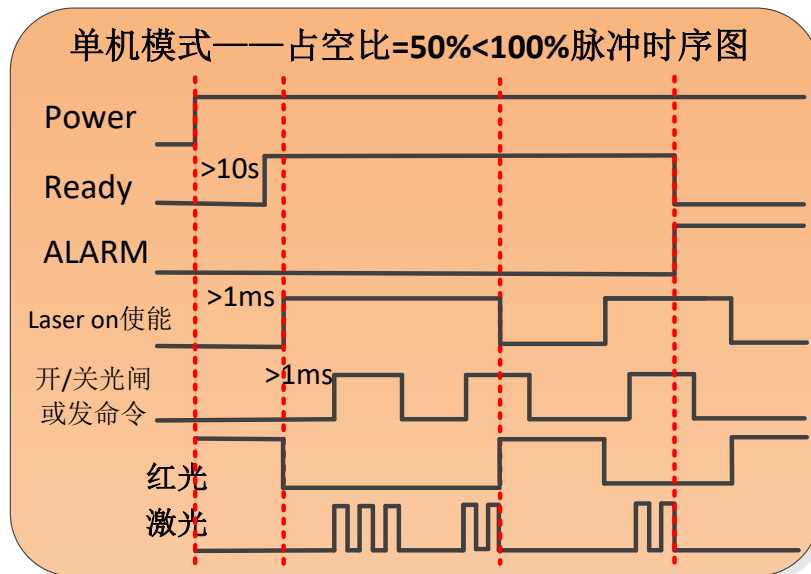 单机模式——占空比=50%<100%脉冲时序图
Power
>10s
Ready
ALARM
>1ms
Laser on使能
>1ms
开/关光闸
或发命令
红光
激光